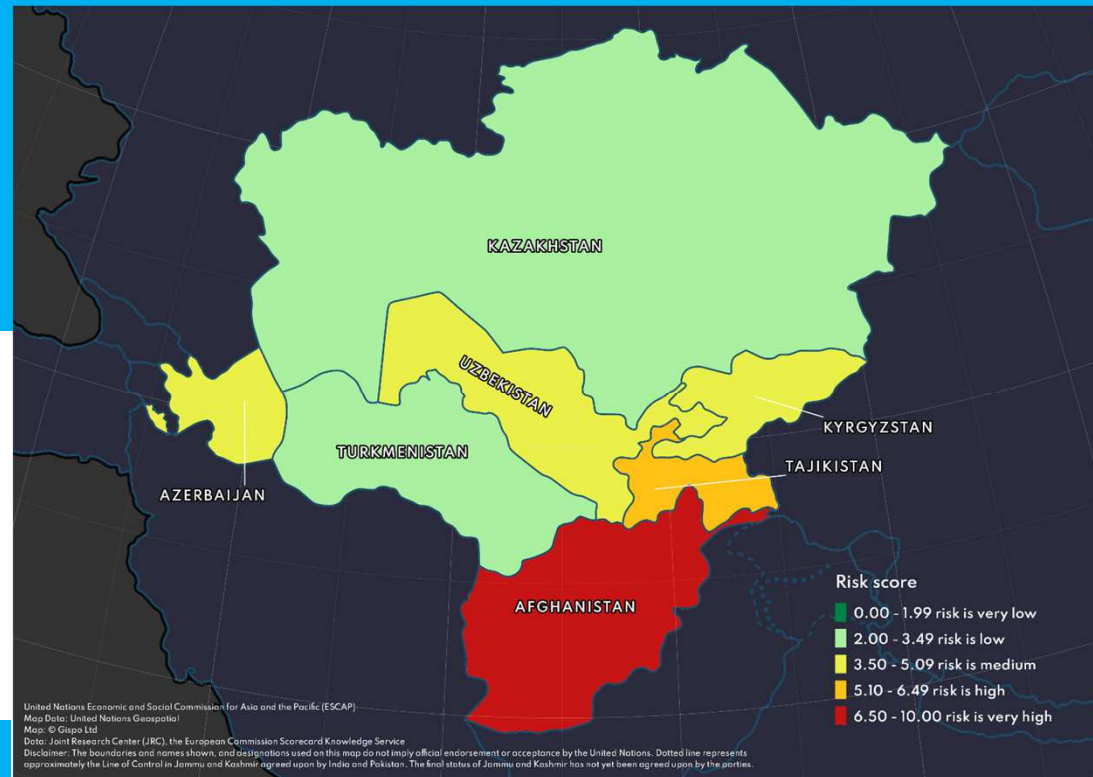 KAZAKHSTAN
UZBEKISTAN
KYRGYZSTAN
TURKMENISTAN
TAJIKISTAN
AZERBAIJAN
AFGHANISTAN
Risk score
0.00 - 1.99 risk is very low
2.00 - 3.49 risk is low
3.50 - 5.09 risk is medium
5.10 - 6.49 risk is high
6.50 - 10.00 risk is very high
United Nations Economic and Social Commission for Asia and the Pacific (ESCAP)
Map Data: United Nations Geospatial
Map: © Gispo Ltd
Data: Joint Research Center (JRC), the European Commission Scorecard Knowledge Service
Disclaimer: The boundaries and names shown, and designations used on this map do not imply official endorsement or acceptance by the United Nations. Dotted line represents
approximately the Line of Control in Jammu and Kashmir agreed upon by India and Pakistan. The final status of Jammu and Kashmir has not yet been agreed upon by the parties.